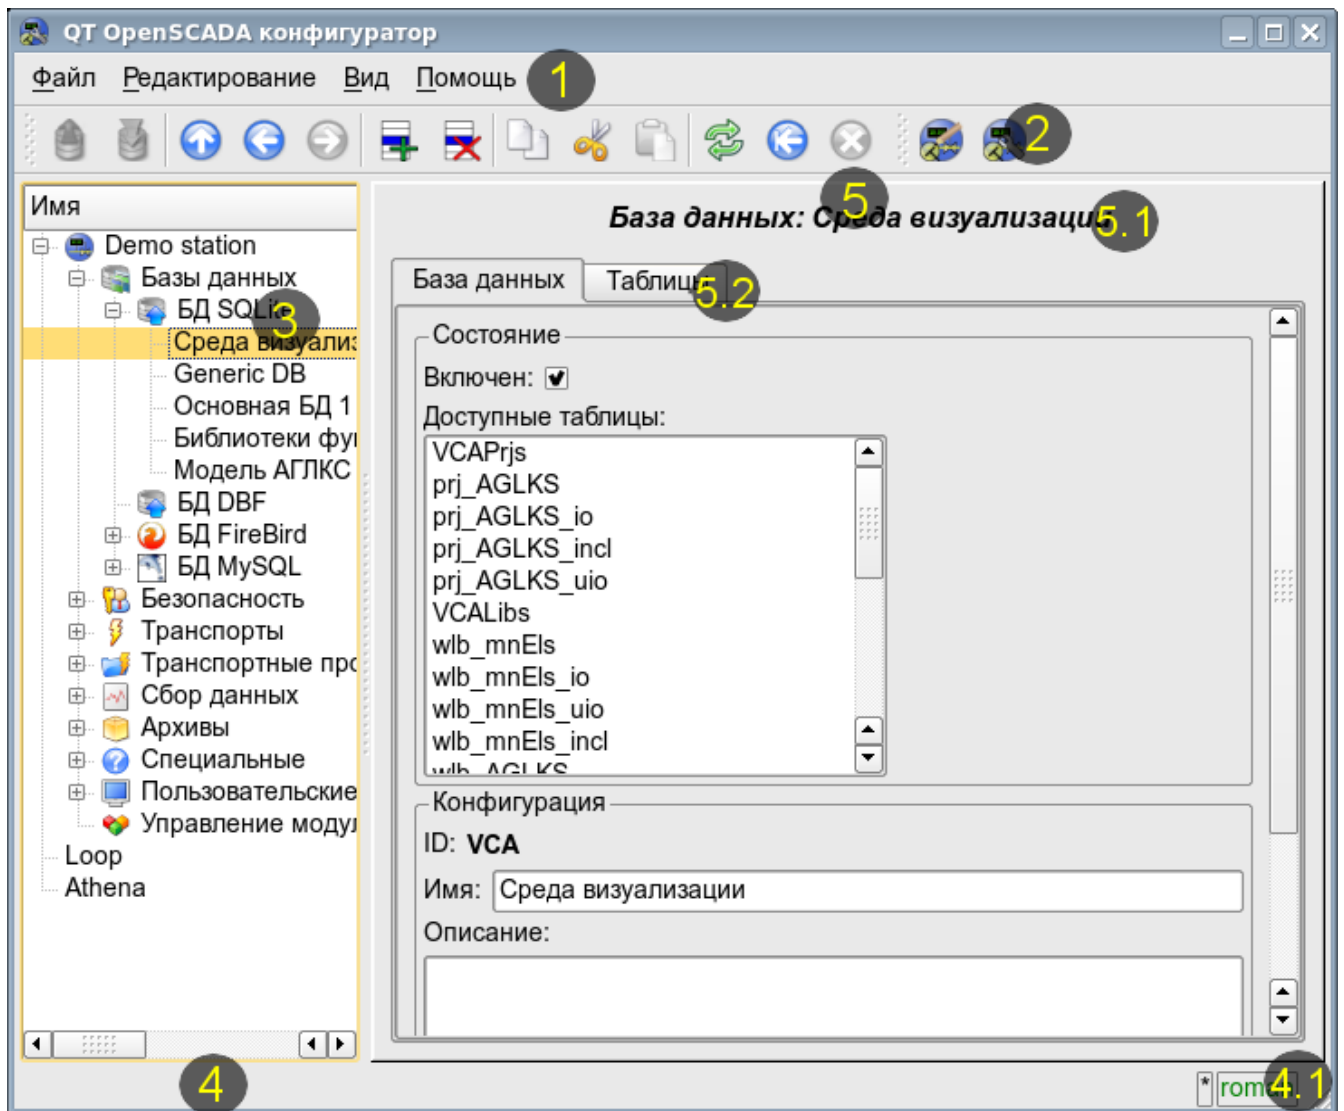 QT OpenSCADA конфигуратор
Файл Редактирование Вид Помощь 1
2
Имя
Demo station
Базы данных
БД SQLite
3
Среда визуализ
Generic DB
Основная БД 1
Библиотеки фу
Модель АГЛКС
БД DBF
БД FireBird
БД MySQL
Безопасность
Транспорты
Транспортные про
Сбор данных
Архивы
Специальные
Пользовательские
Управление модул
Loop
Athena
4
5
База данных: Среда визуализации
5.1
База данных Таблицы
5.2
Состояние
Включен:
Доступные таблицы:
VCAPrjs
prj_AGLKS
prj_AGLKS_io
prj_AGLKS_incl
prj_AGLKS_uio
VCALibs
wlb_mnEls
wlb_mnEls_io
wlb_mnEls_uio
wlb_mnEls_incl
wlb_AGLKS
Конфигурация
ID: VCA
Имя: Среда визуализации
Описание:
* roman
4.1